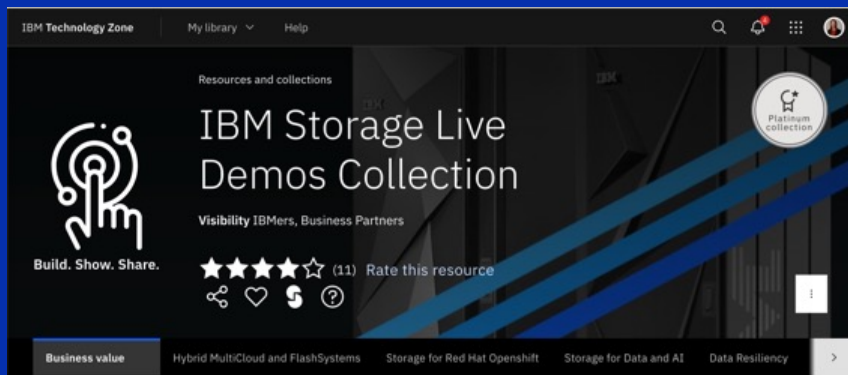 IBM Technology Zone
My library
Help
4
Resources and collections
IBM Storage Live
Demos Collection
Platinum
collection
Visibility IBMers, Business Partners
Build. Show. Share.
(11)
Rate this resource
Business value
Hybrid MultiCloud and FlashSystems
Storage for Red Hat Openshift
Storage for Data and AI
Data Resiliency